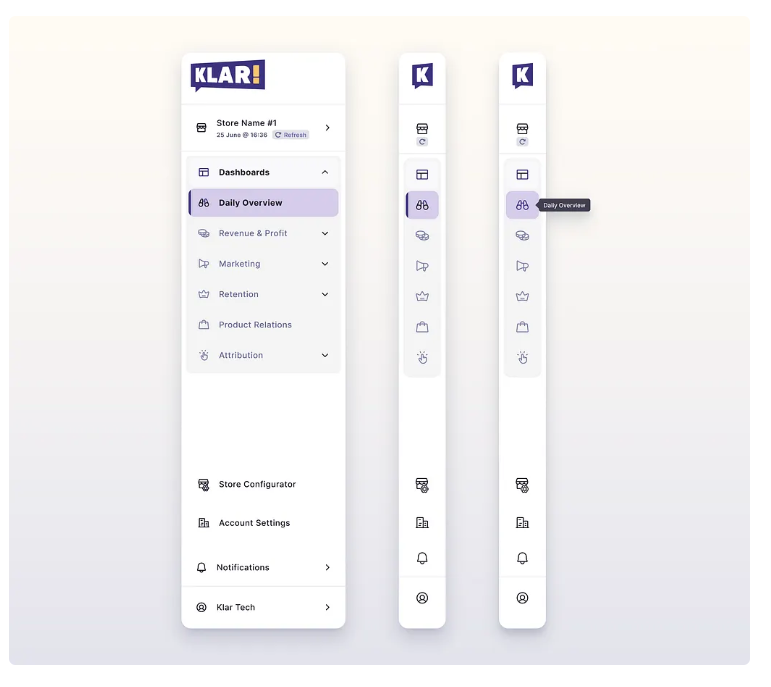 KLAR!
Store Name #1
25 June @ 16:36 Refresh
Dashboards
Daily Overview
Revenue & Profit
Marketing
Retention
Product Relations
Attribution
Store Configurator
Account Settings
Notifications
Klar Tech
K
K
Daily Overview